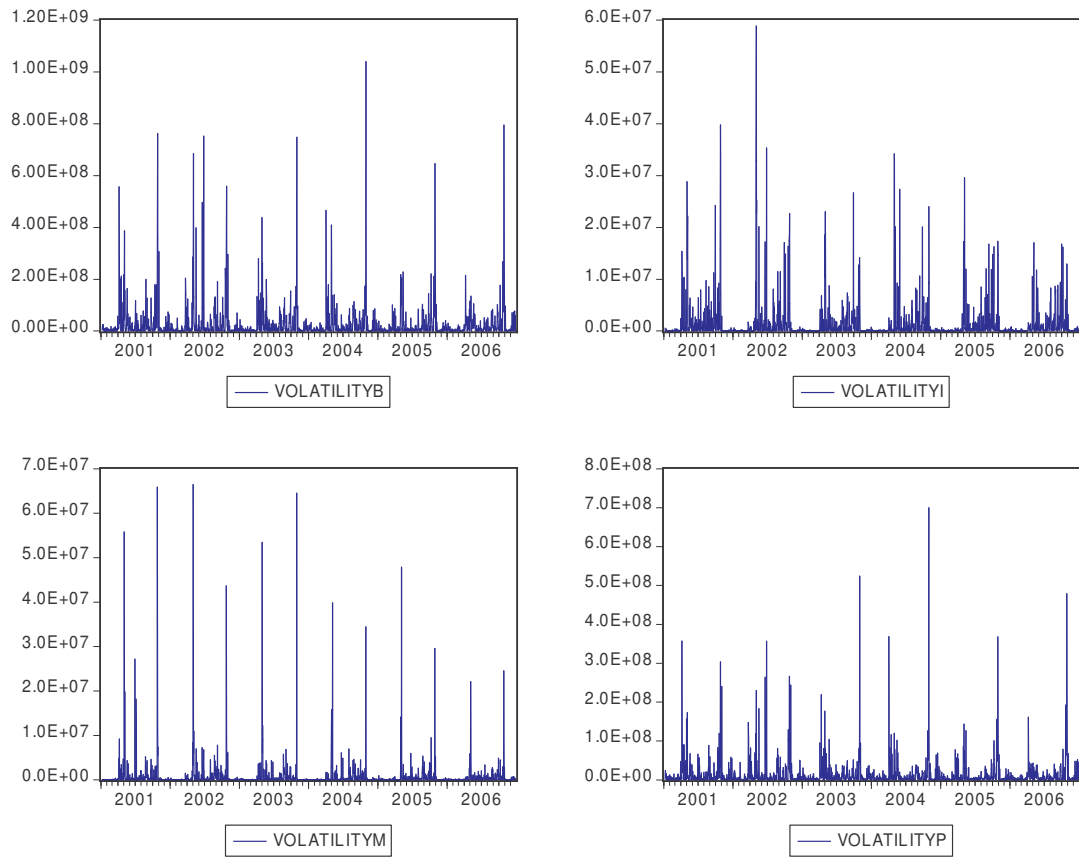 1.20E+09
1.00E+09
8.00E+08
6.00E+08
4.00E+08
2.00E+08
0.00E+00
2001 2002 2003 2004 2005 2006
VOLATILITYB
6.0E+07
5.0E+07
4.0E+07
3.0E+07
2.0E+07
1.0E+07
0.0E+00
2001 2002 2003 2004 2005 2006
VOLATILITYI
7.0E+07
6.0E+07
5.0E+07
4.0E+07
3.0E+07
2.0E+07
1.0E+07
0.0E+00
2001 2002 2003 2004 2005 2006
VOLATILITYM
8.0E+08
7.0E+08
6.0E+08
5.0E+08
4.0E+08
3.0E+08
2.0E+08
1.0E+08
0.0E+00
2001 2002 2003 2004 2005 2006
VOLATILITYP